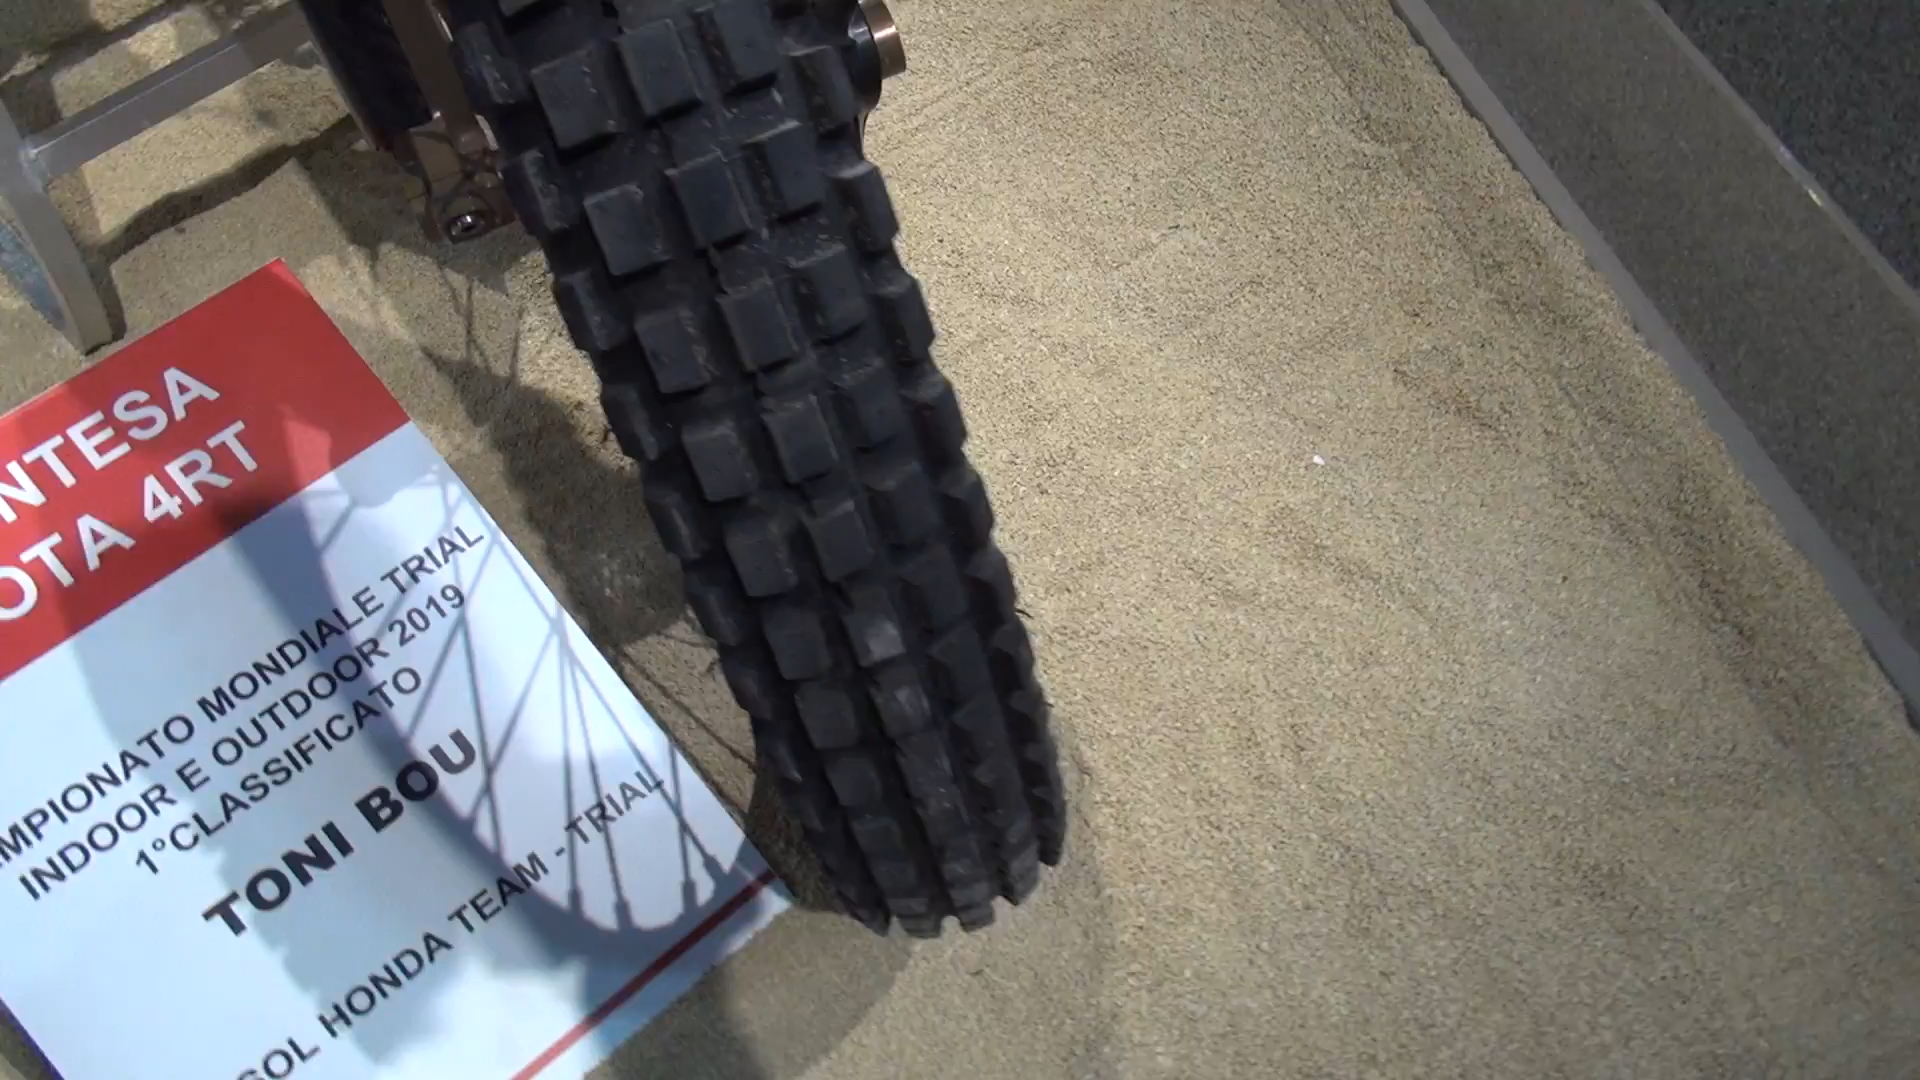 NTESA
OTA 4RT
MPIONATO MONDIALE TRIAL
INDOOR E OUTDOOR 2019
1°CLASSIFICATO
TONI BOU
SOL HONDA TEAM - TRIAL